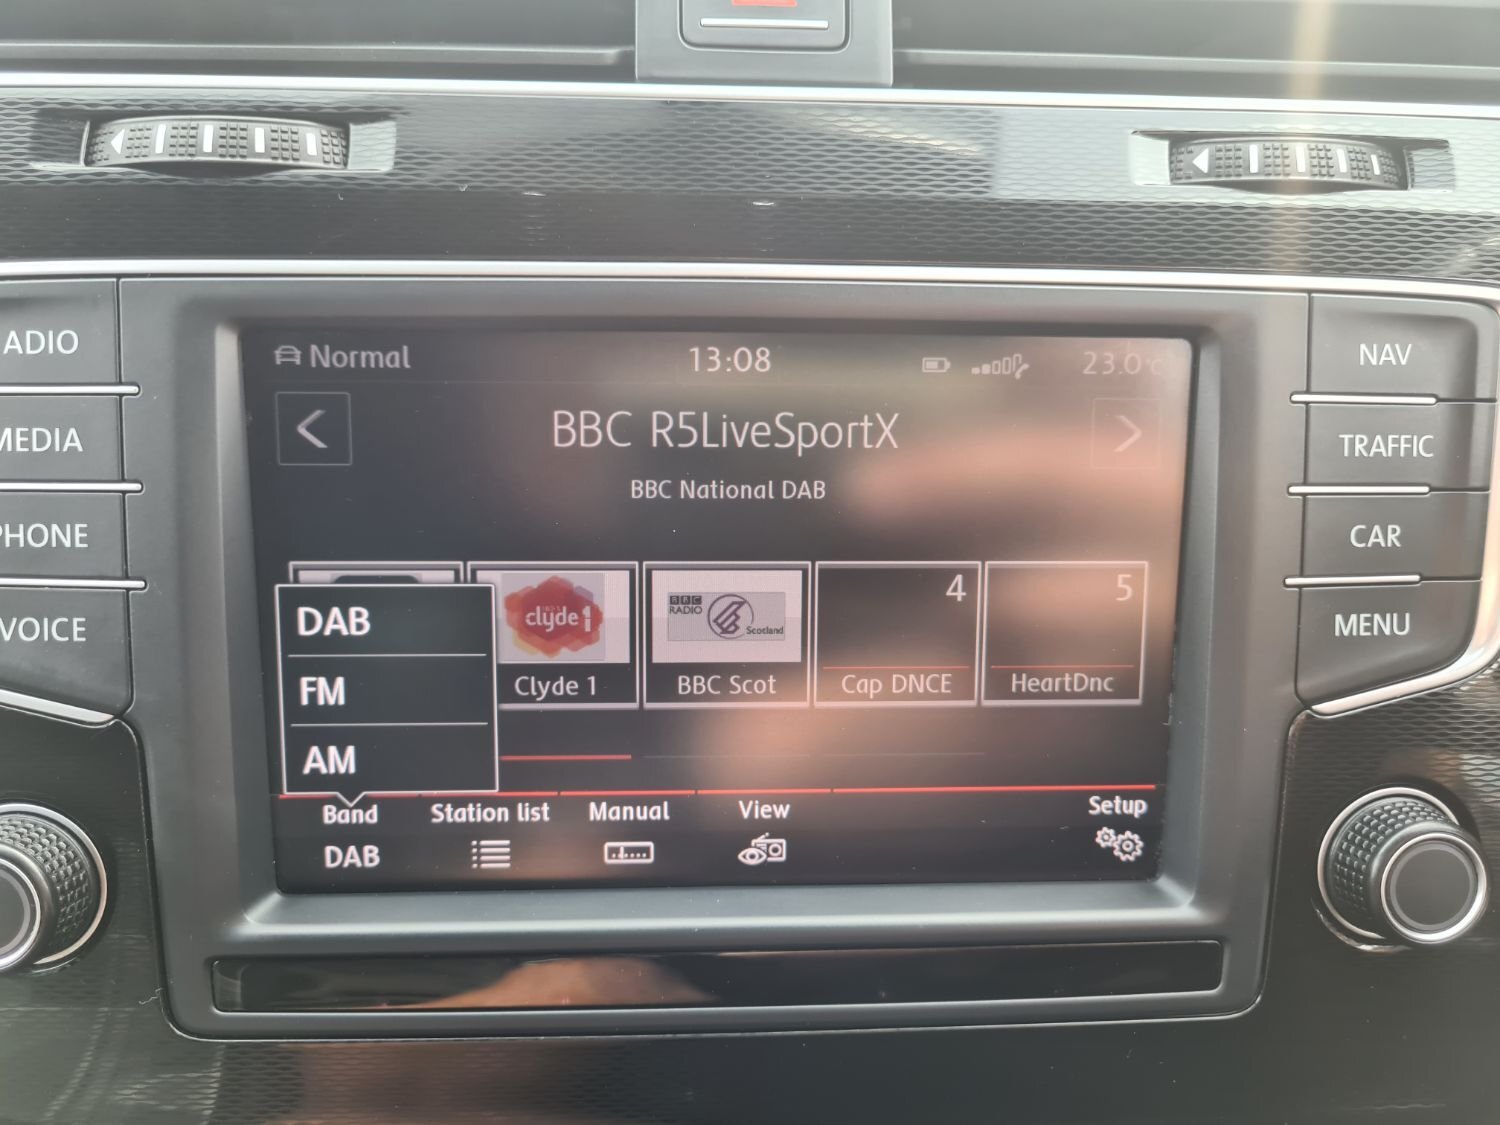 ADIO
MEDIA
PHONE
VOICE
Normal
13:08
23.0°C
BBC R5LiveSportX
BBC National DAB
clyde 1
Clyde 1
BBC
RADIO
Scotland
BBC Scot
4
Cap DNCE
5
HeartDnc
DAB
FM
AM
Band
DAB
Station list
Manual
View
Setup
NAV
TRAFFIC
CAR
MENU